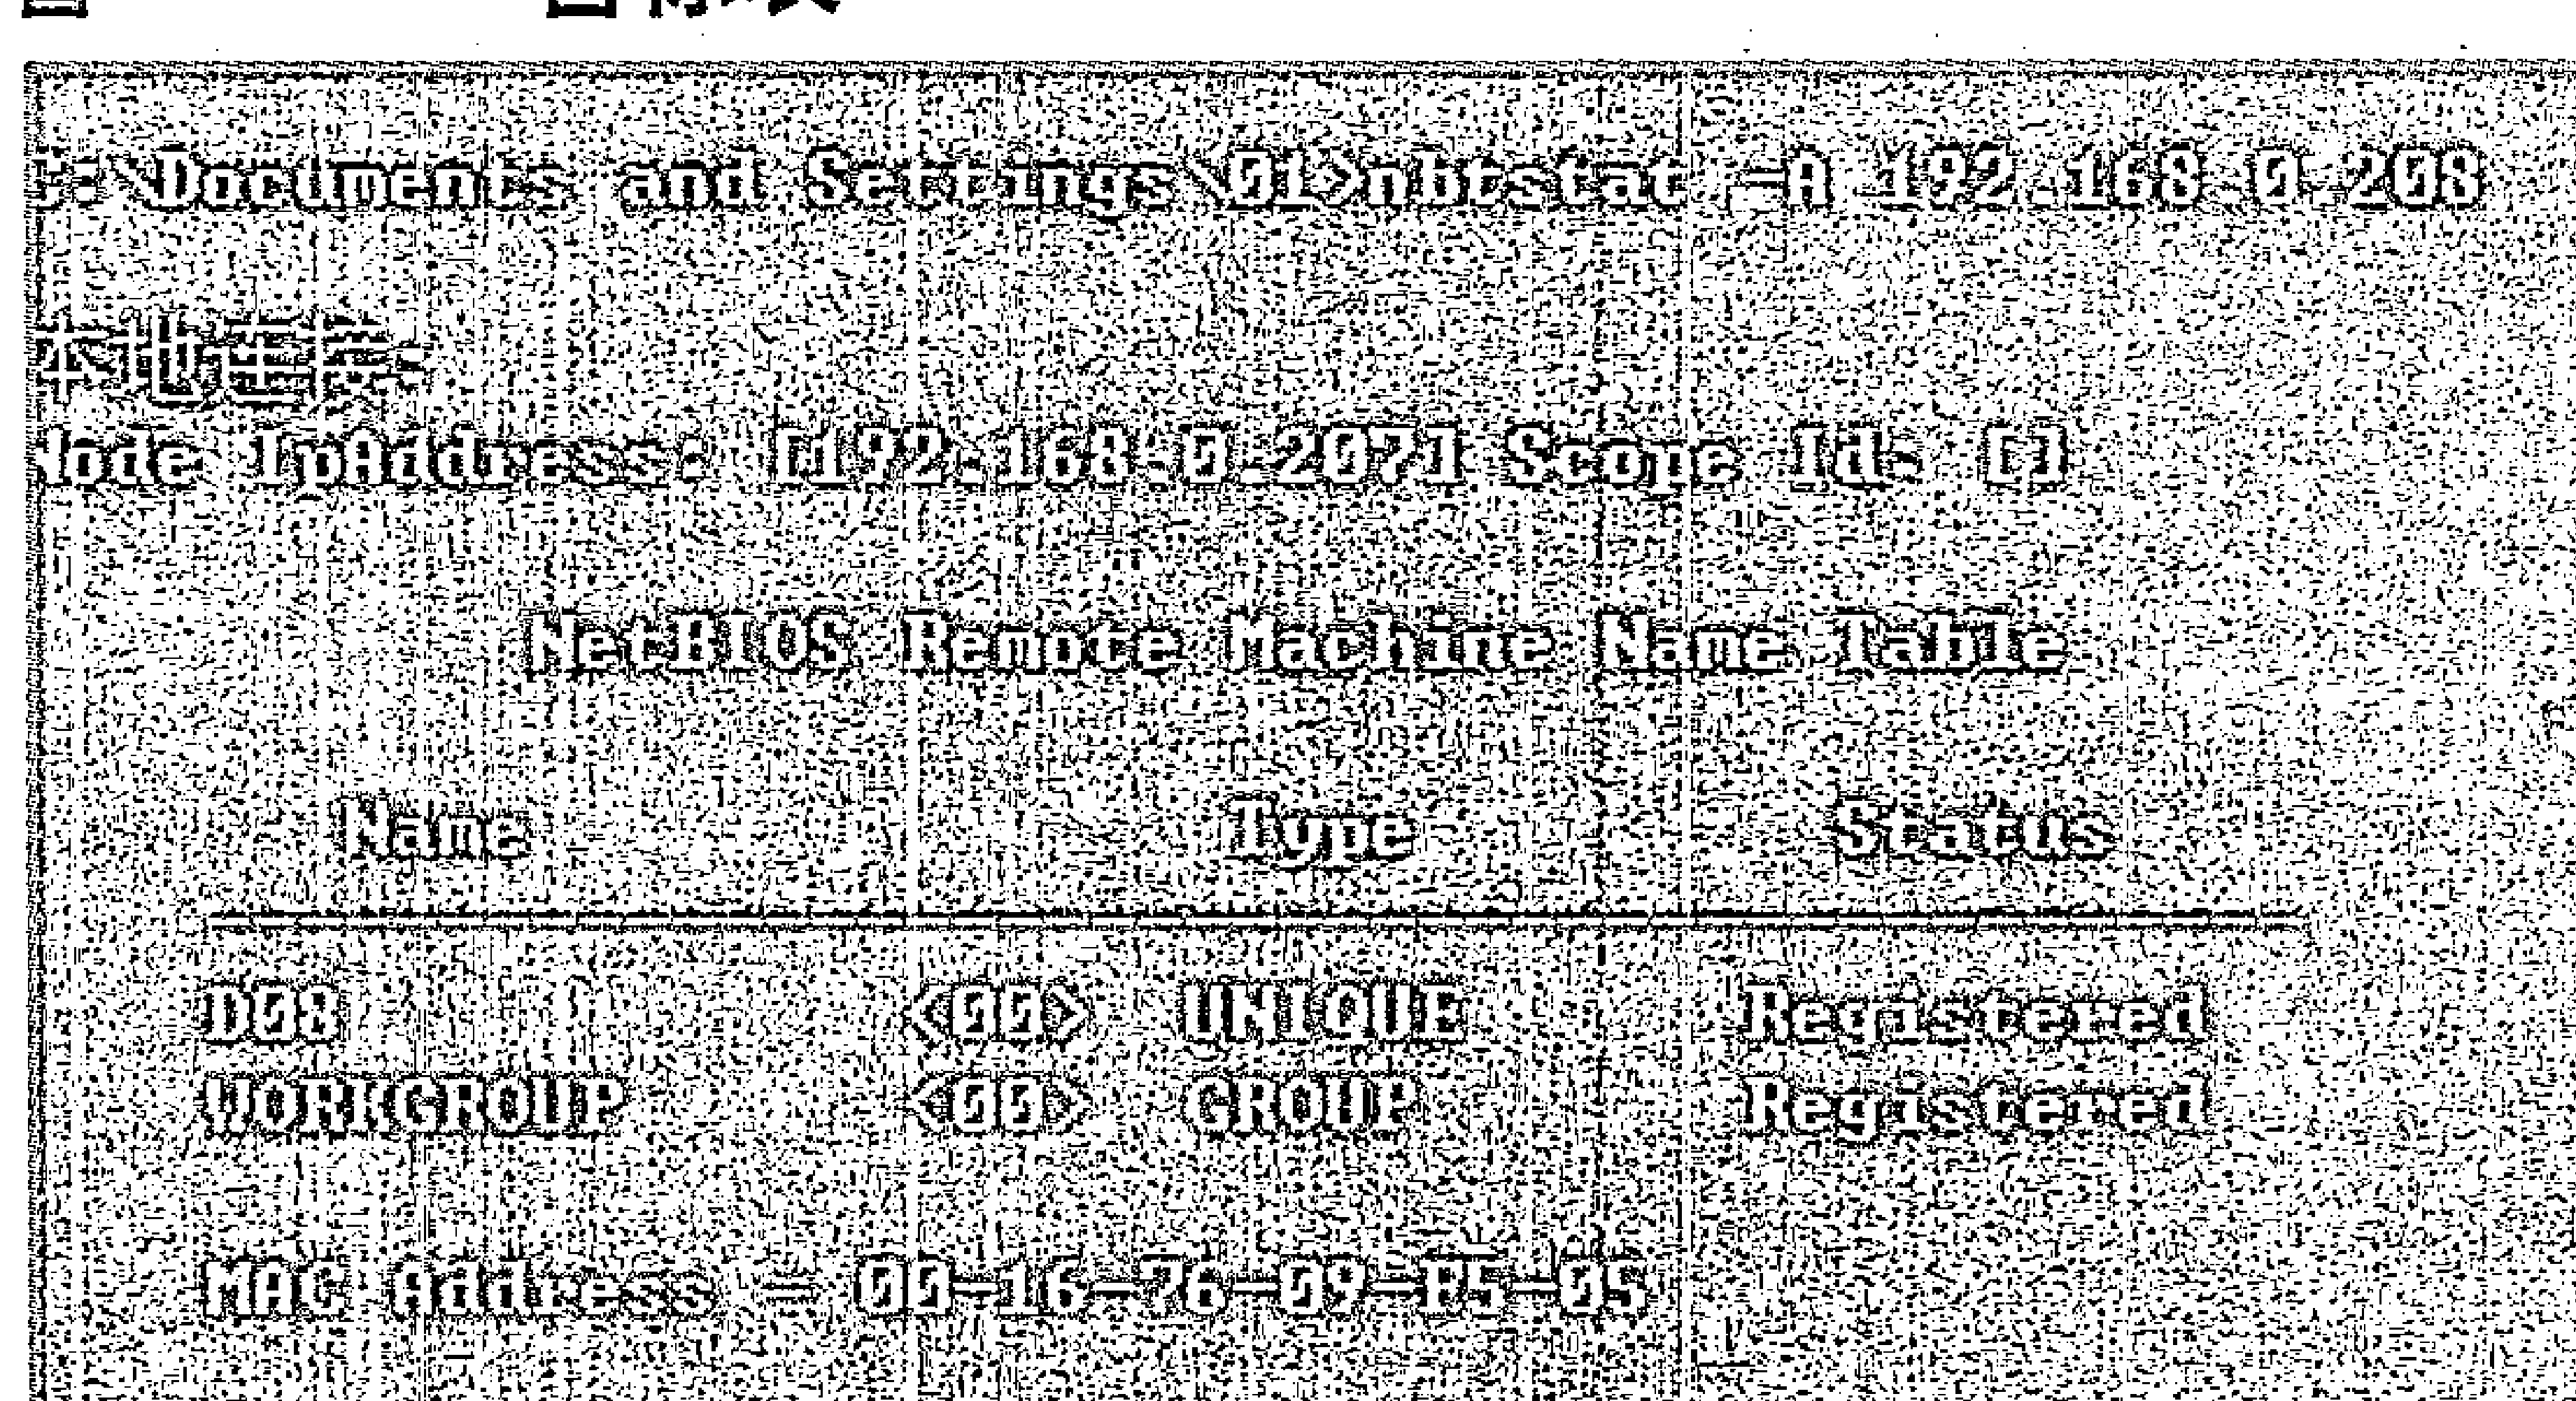 C:\Documents and Settings\01>nbtstat -A 192.168.0.208
本地连接:
Node IpAddress: [192.168.0.207] Scope Id: []
NetBIOS Remote Machine Name Table
Name Type Status
D09 <00> UNIQUE Registered
WORKGROUP <00> GROUP Registered
MAC Address = 00-16-76-09-